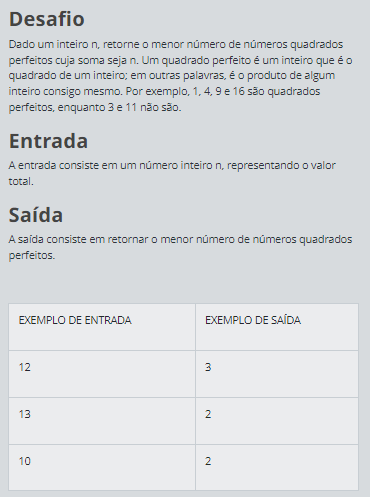 Desafio
Dado um inteiro n, retorne o menor número de números quadrados
perfeitos cuja soma seja n. Um quadrado perfeito é um inteiro que é o
quadrado de um inteiro; em outras palavras, é o produto de algum
inteiro consigo mesmo. Por exemplo, 1, 4, 9 e 16 são quadrados
perfeitos, enquanto 3 e 11 não são.
Entrada
A entrada consiste em um número inteiro n, representando o valor
total.
Saída
A saída consiste em retornar o menor número de números quadrados
perfeitos.
EXEMPLO DE ENTRADA EXEMPLO DE SAÍDA
12 3
13 2
10 2